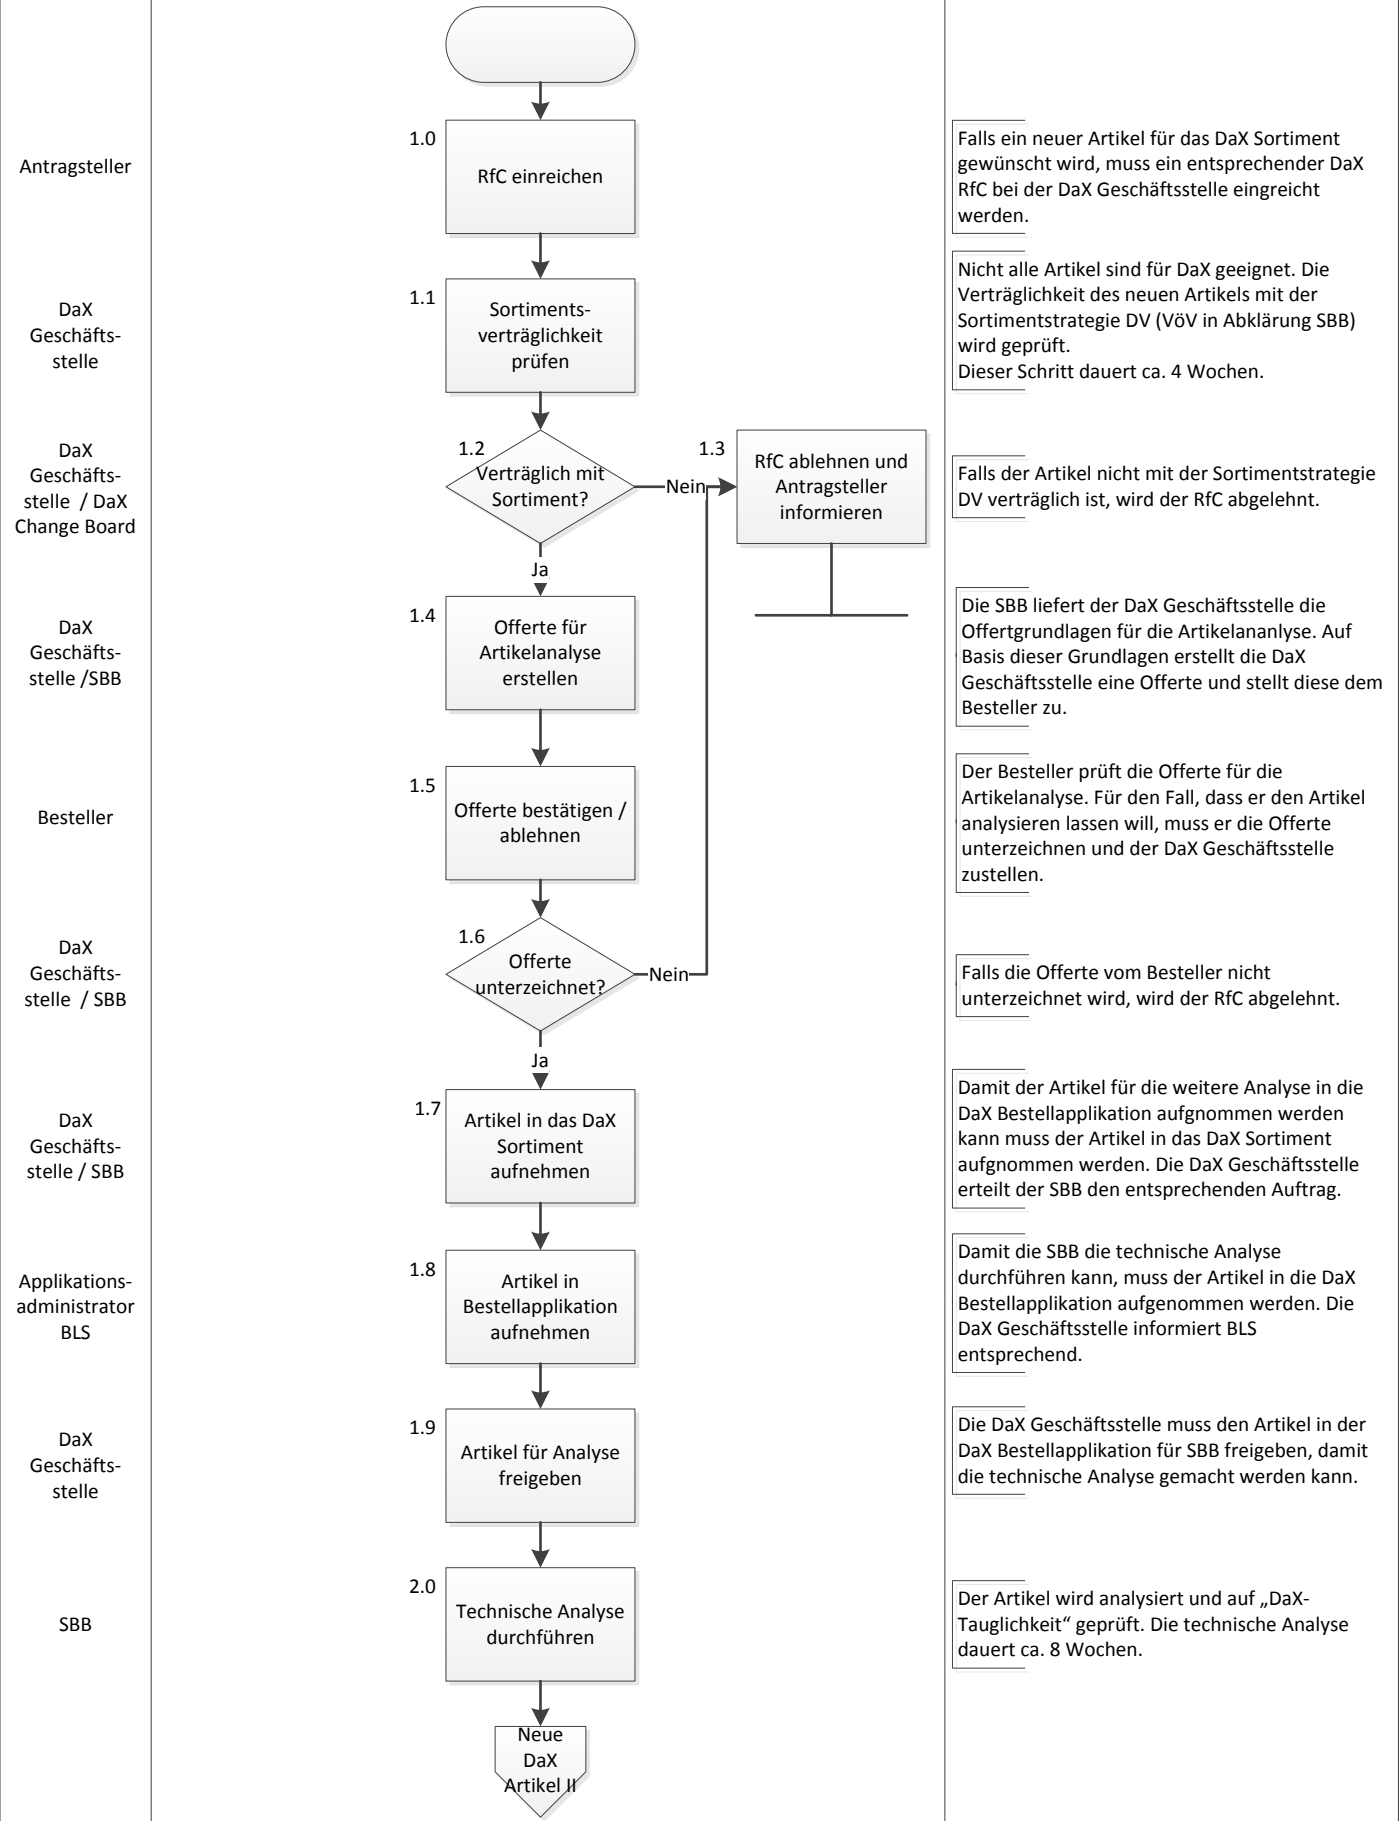 Antragsteller
1.0
RfC einreichen
Falls ein neuer Artikel für das DaX Sortiment
gewünscht wird, muss ein entsprechender DaX
RfC bei der DaX Geschäftsstelle eingreicht
werden.
DaX
Geschäfts-
stelle
1.1
Sortiments-
verträglichkeit
prüfen
Nicht alle Artikel sind für DaX geeignet. Die
Verträglichkeit des neuen Artikels mit der
Sortimentstrategie DV (VöV in Abklärung SBB)
wird geprüft.
Dieser Schritt dauert ca. 4 Wochen.
DaX
Geschäfts-
stelle / DaX
Change Board
1.2
Verträglich mit
Sortiment?
Nein
Ja
1.3
RfC ablehnen und
Antragsteller
informieren
Falls der Artikel nicht mit der Sortimentstrategie
DV verträglich ist, wird der RfC abgelehnt.
DaX
Geschäfts-
stelle /SBB
1.4
Offerte für
Artikelanalyse
erstellen
Die SBB liefert der DaX Geschäftsstelle die
Offertgrundlagen für die Artikelananlyse. Auf
Basis dieser Grundlagen erstellt die DaX
Geschäftsstelle eine Offerte und stellt diese dem
Besteller zu.
Besteller
1.5
Offerte bestätigen /
ablehnen
Der Besteller prüft die Offerte für die
Artikelanalyse. Für den Fall, dass er den Artikel
analysieren lassen will, muss er die Offerte
unterzeichnen und der DaX Geschäftsstelle
zustellen.
DaX
Geschäfts-
stelle / SBB
1.6
Offerte
unterzeichnet?
Nein
Ja
Falls die Offerte vom Besteller nicht
unterzeichnet wird, wird der RfC abgelehnt.
DaX
Geschäfts-
stelle / SBB
1.7
Artikel in das DaX
Sortiment
aufnehmen
Damit der Artikel für die weitere Analyse in die
DaX Bestellapplikation aufgnommen werden
kann muss der Artikel in das DaX Sortiment
aufgnommen werden. Die DaX Geschäftsstelle
erteilt der SBB den entsprechenden Auftrag.
Applikations-
administrator
BLS
1.8
Artikel in
Bestellapplikation
aufnehmen
Damit die SBB die technische Analyse
durchführen kann, muss der Artikel in die DaX
Bestellapplikation aufgenommen werden. Die
DaX Geschäftsstelle informiert BLS
entsprechend.
DaX
Geschäfts-
stelle
1.9
Artikel für Analyse
freigeben
Die DaX Geschäftsstelle muss den Artikel in der
DaX Bestellapplikation für SBB freigeben, damit
die technische Analyse gemacht werden kann.
SBB
2.0
Technische Analyse
durchführen
Der Artikel wird analysiert und auf „DaX-
Tauglichkeit“ geprüft. Die technische Analyse
dauert ca. 8 Wochen.
Neue
DaX
Artikel II